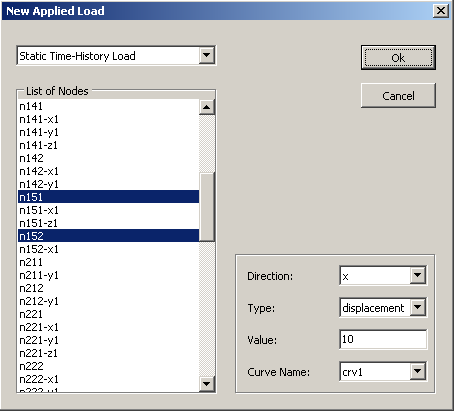 New Applied Load
Static Time-History Load
Ok
Cancel
List of Nodes
n141
n141-x1
n141-y1
n141-z1
n142
n142-x1
n142-y1
n151
n151-x1
n151-z1
n152
n152-x1
n211
n211-y1
n212
n212-y1
n221
n221-x1
n221-y1
n221-z1
n222
n222-x1
n222-y1
Direction: x
Type: displacement
Value: 10
Curve Name: crv1